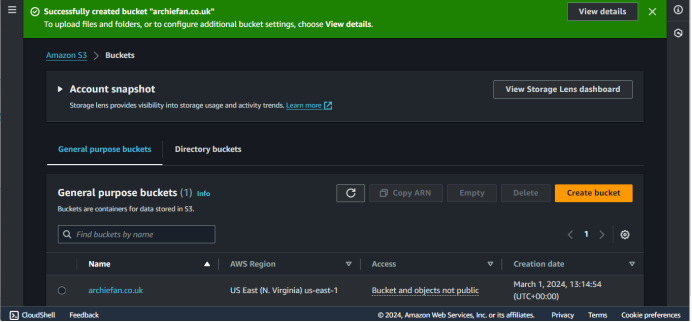 Successfully created bucket "archiefan.co.uk"
To upload files and folders, or to configure additional bucket settings, choose View details.
View details
Amazon S3 > Buckets
Account snapshot
Storage lens provides visibility into storage usage and activity trends. Learn more
View Storage Lens dashboard
General purpose buckets
Directory buckets
General purpose buckets (1) Info
Buckets are containers for data stored in S3.
Copy ARN
Empty
Delete
Create bucket
Find buckets by name
1
Name
AWS Region
Access
Creation date
archiefan.co.uk
US East (N. Virginia) us-east-1
Bucket and objects not public
March 1, 2024, 13:14:54
(UTC+00:00)
CloudShell
Feedback
© 2024, Amazon Web Services, Inc. or its affiliates.
Privacy
Terms
Cookie preferences